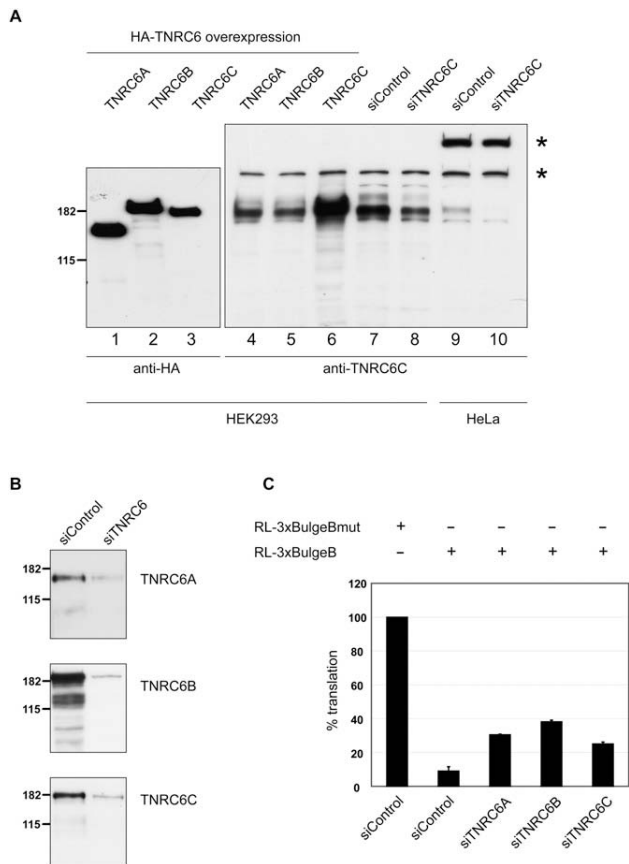 A
HA-TNRC6 overexpression
TNRC6A TNRC6B TNRC6C TNRC6A TNRC6B TNRC6C siControl siTNRC6C siControl siTNRC6C
*
*
182
115
1 2 3 4 5 6 7 8 9 10
anti-HA anti-TNRC6C
HEK293 HeLa
B
siControl siTNRC6
182
115
TNRC6A
182
115
TNRC6B
182
115
TNRC6C
C
RL-3xBulgeBmut + – – – –
RL-3xBulgeB – + + + +
% translation
120
100
80
60
40
20
0
siControl siControl siTNRC6A siTNRC6B siTNRC6C